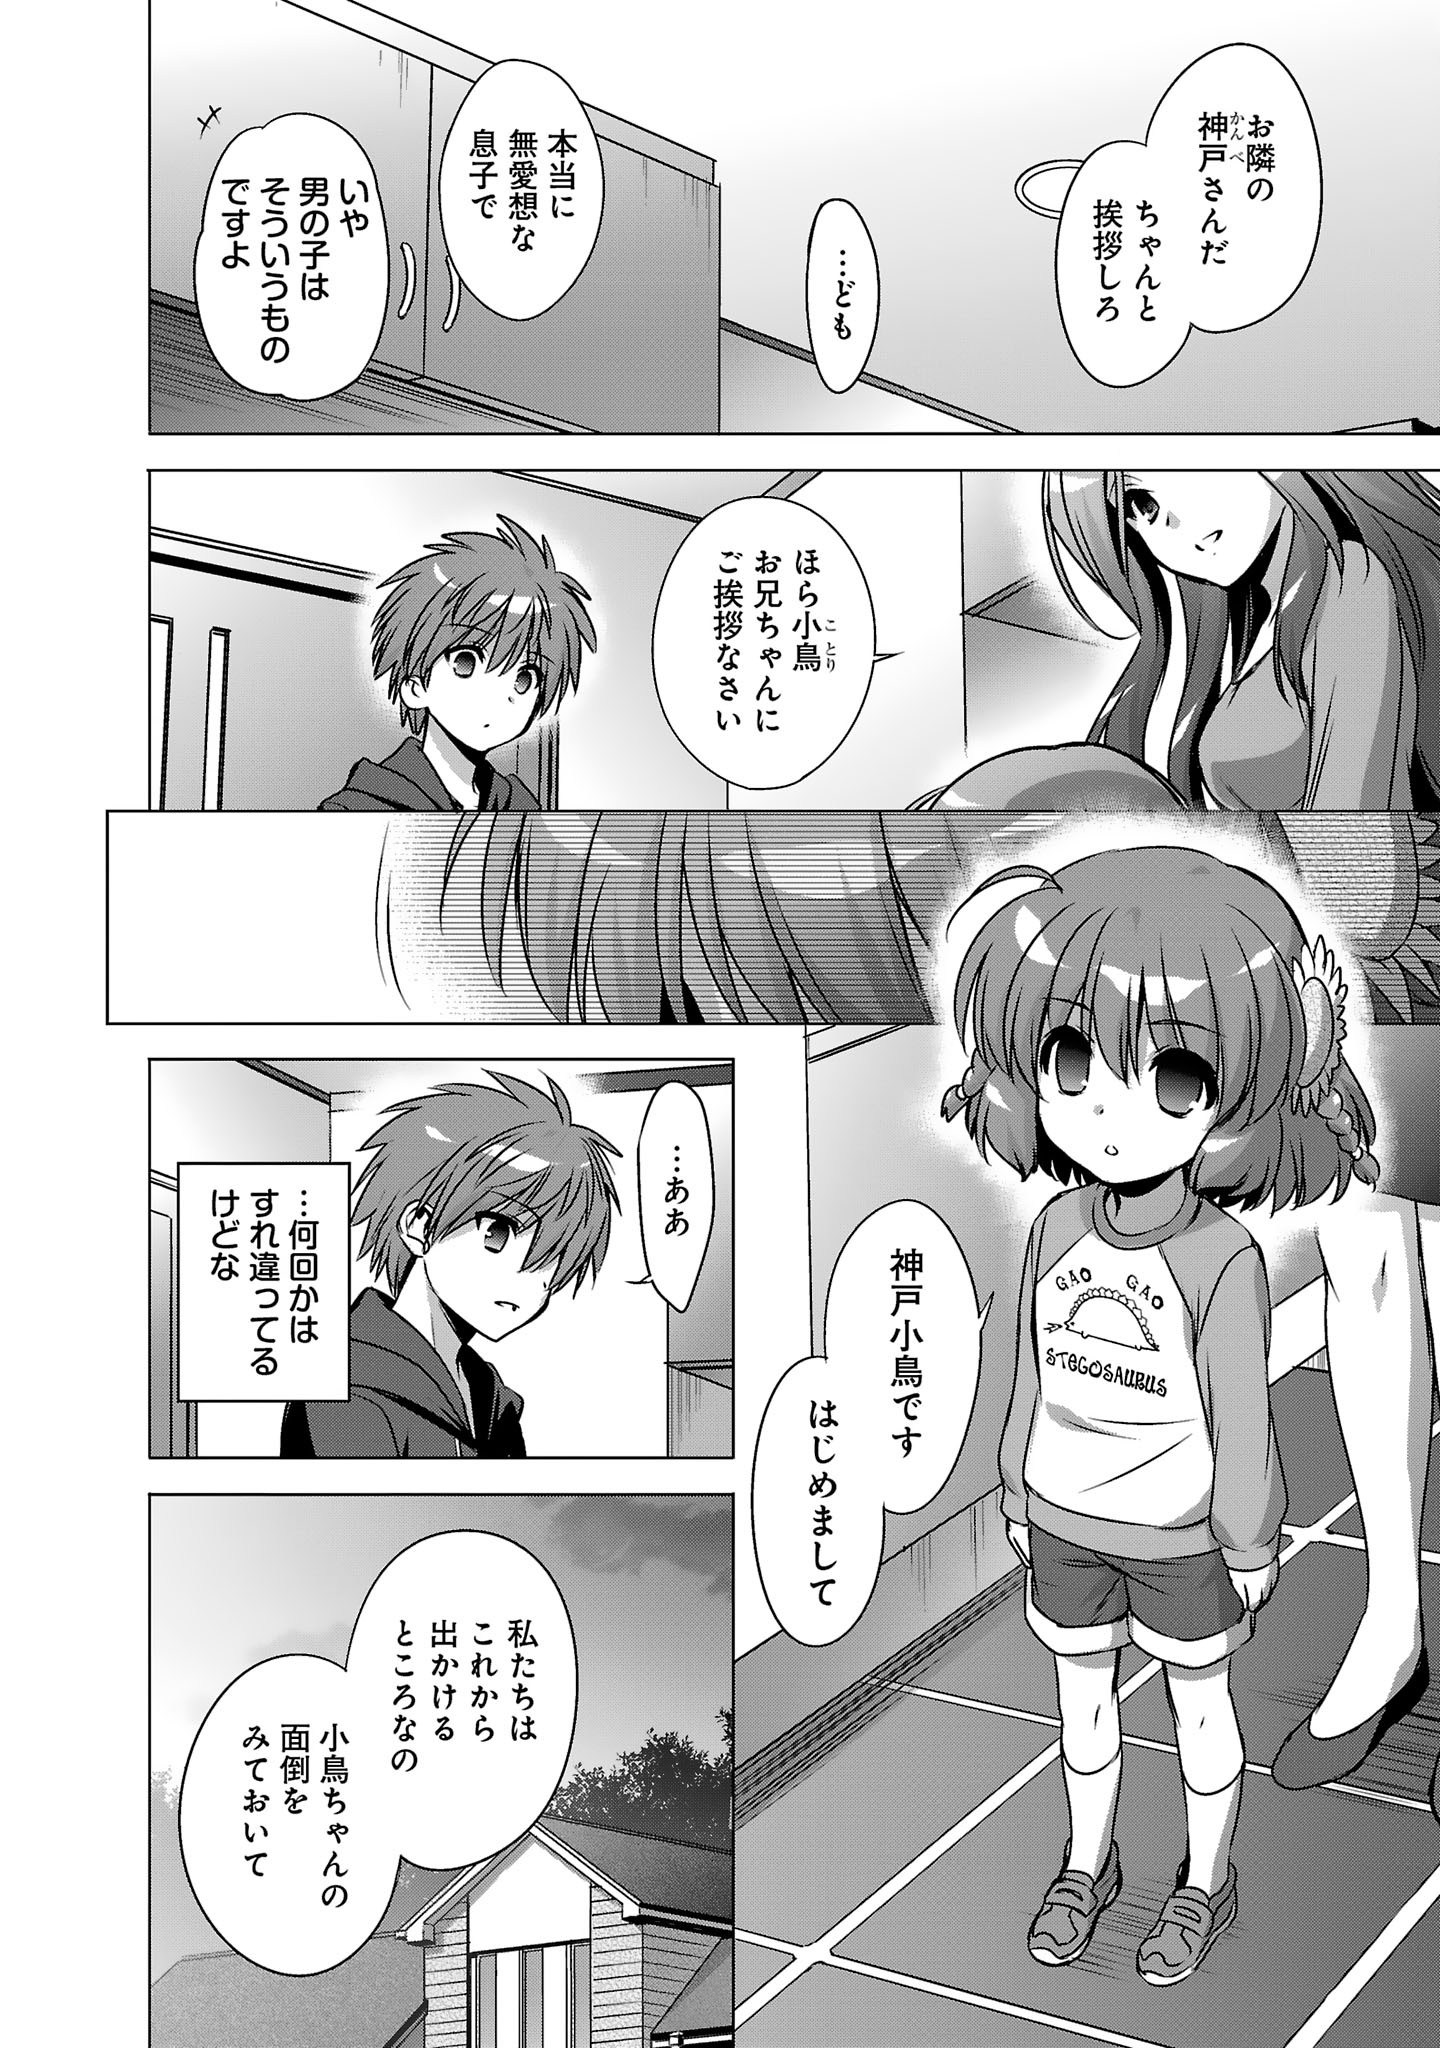 お隣の
神戸さんだ
かんべ
ちゃんと
挨拶しろ
…ども
本当に
無愛想な
息子で
いや
男の子は
そういうもの
ですよ
ほら小鳥
ことり
お兄ちゃんに
ご挨拶なさい
神戸小鳥です
はじめまして
GAO GAO
STEGOSAURUS
…ああ
…何回かは
すれ違ってる
けどな
私たちは
これから
出かける
ところなの
小鳥ちゃんの
面倒を
みておいて